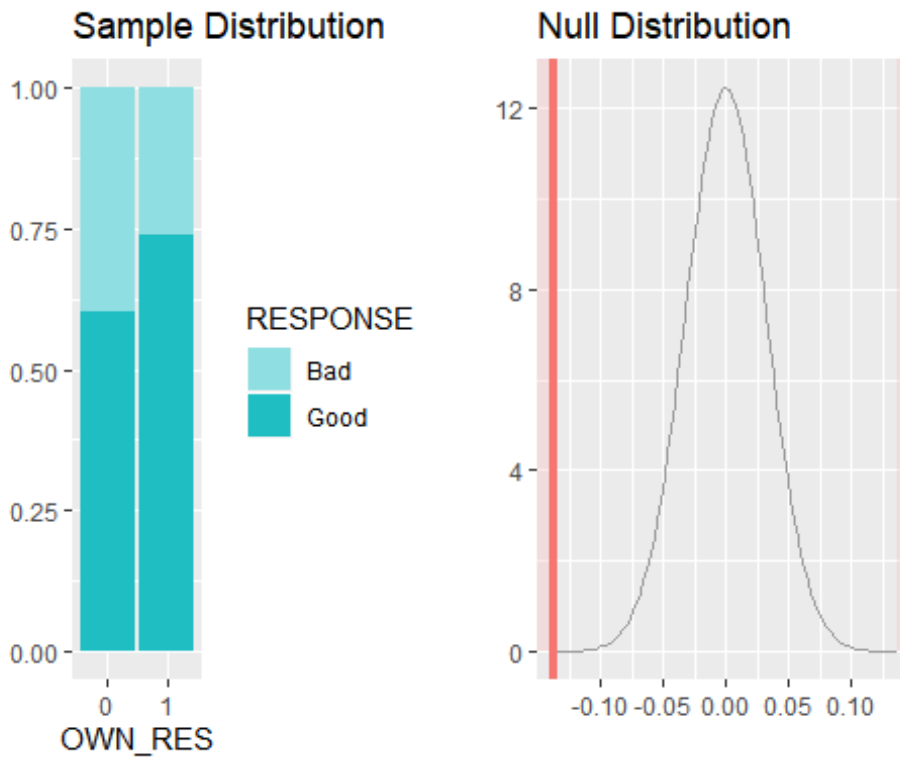 Sample Distribution
1.00
0.75
0.50
0.25
0.00
0 1
OWN_RES
RESPONSE
Bad
Good
Null Distribution
12
8
4
0
-0.10 -0.05 0.00 0.05 0.10